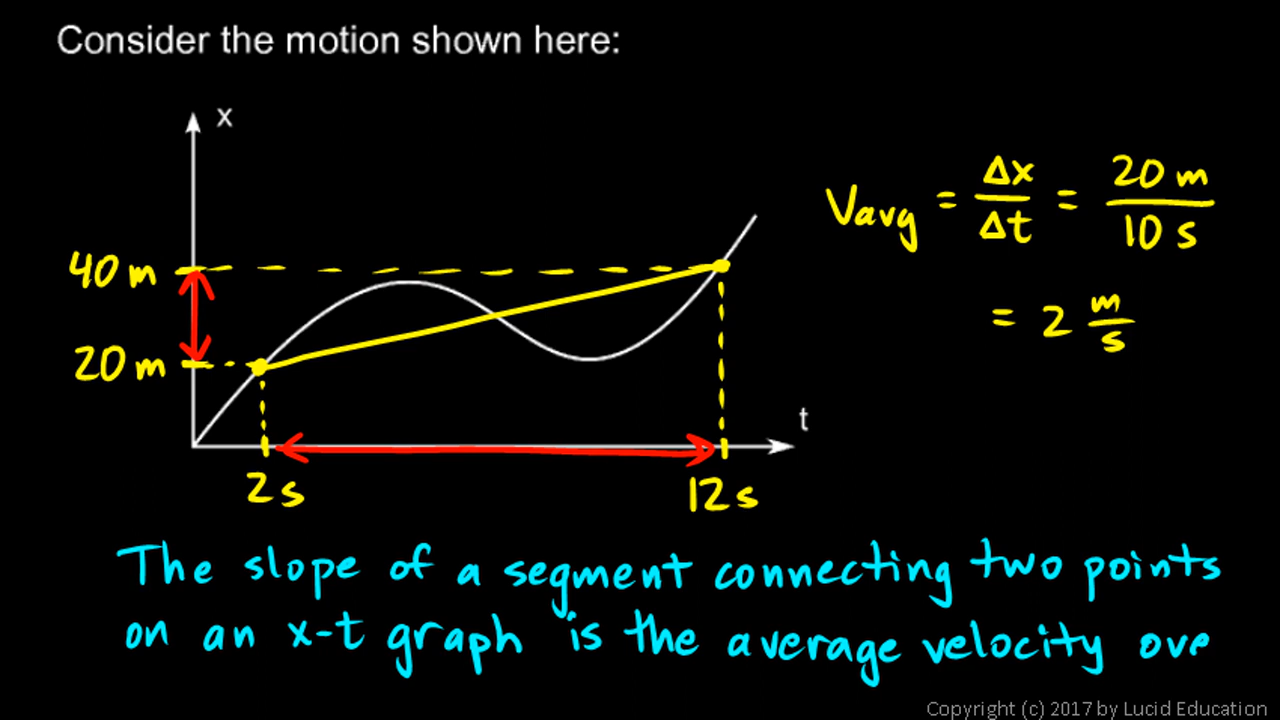 Consider the motion shown here:
x
40 m
20 m
t
2 s
12 s
Vavg = Δx/Δt = 20 m/10 s
= 2 m/s
The slope of a segment connecting two points
on an x-t graph is the average velocity ove
Copyright (c) 2017 by Lucid Education